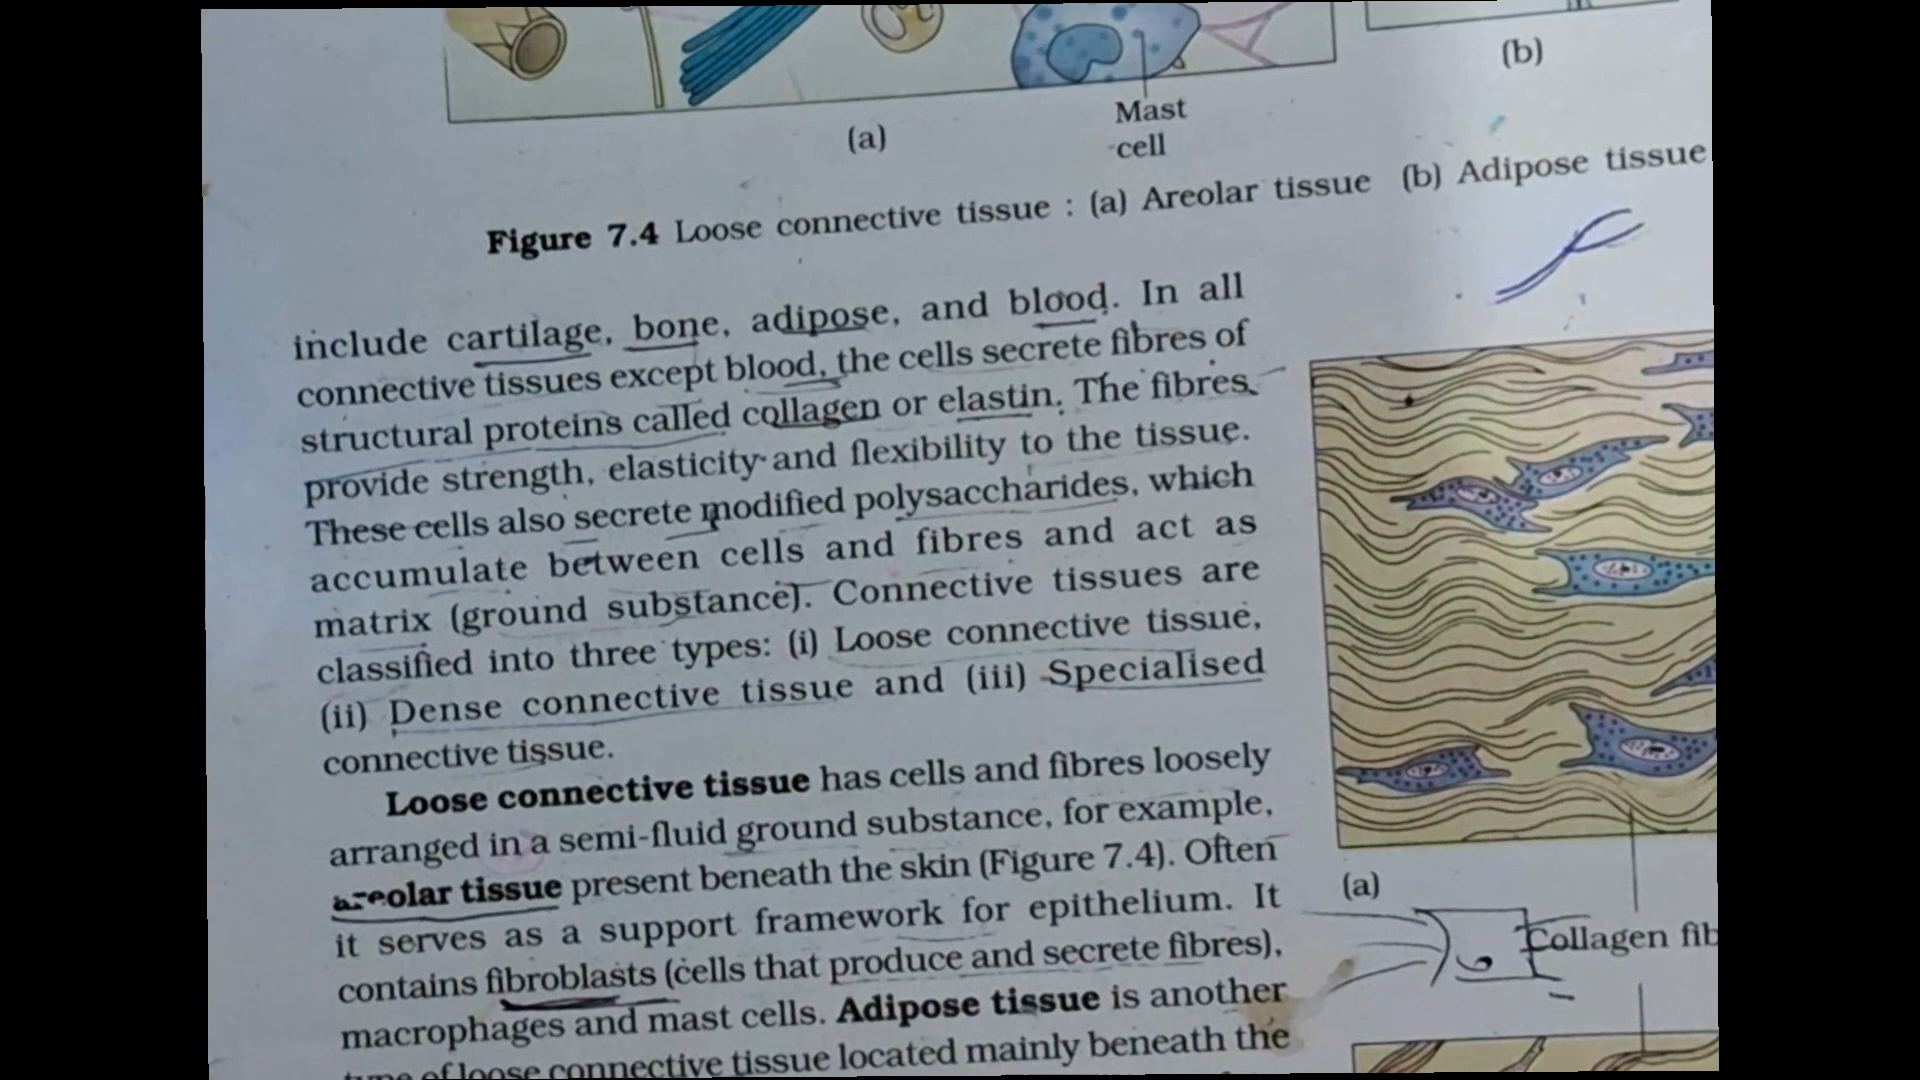 (b)
Mast
cell
(a)
Figure 7.4 Loose connective tissue : (a) Areolar tissue (b) Adipose tissue
include cartilage, bone, adipose, and blood. In all
connective tissues except blood, the cells secrete fibres of
structural proteins called collagen or elastin. The fibres
provide strength, elasticity and flexibility to the tissue.
These cells also secrete modified polysaccharides, which
accumulate between cells and fibres and act as
matrix (ground substance). Connective tissues are
classified into three types: (i) Loose connective tissue,
(ii) Dense connective tissue and (iii) Specialised
connective tissue.
Loose connective tissue has cells and fibres loosely
arranged in a semi-fluid ground substance, for example,
areolar tissue present beneath the skin (Figure 7.4). Often
it serves as a support framework for epithelium. It
contains fibroblasts (cells that produce and secrete fibres),
macrophages and mast cells. Adipose tissue is another
type of loose connective tissue located mainly beneath the
(a)
Collagen fib